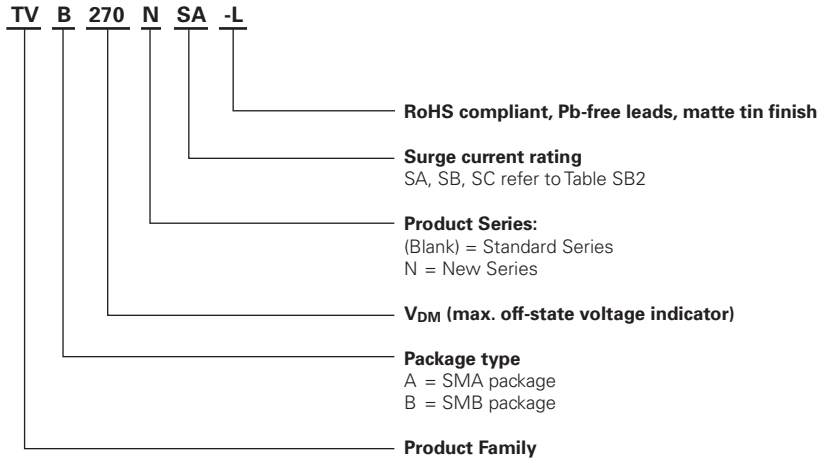 TV B 270 N SA -L
RoHS compliant, Pb-free leads, matte tin finish
Surge current rating
SA, SB, SC refer to Table SB2
Product Series:
(Blank) = Standard Series
N = New Series
VDM (max. off-state voltage indicator)
Package type
A = SMA package
B = SMB package
Product Family